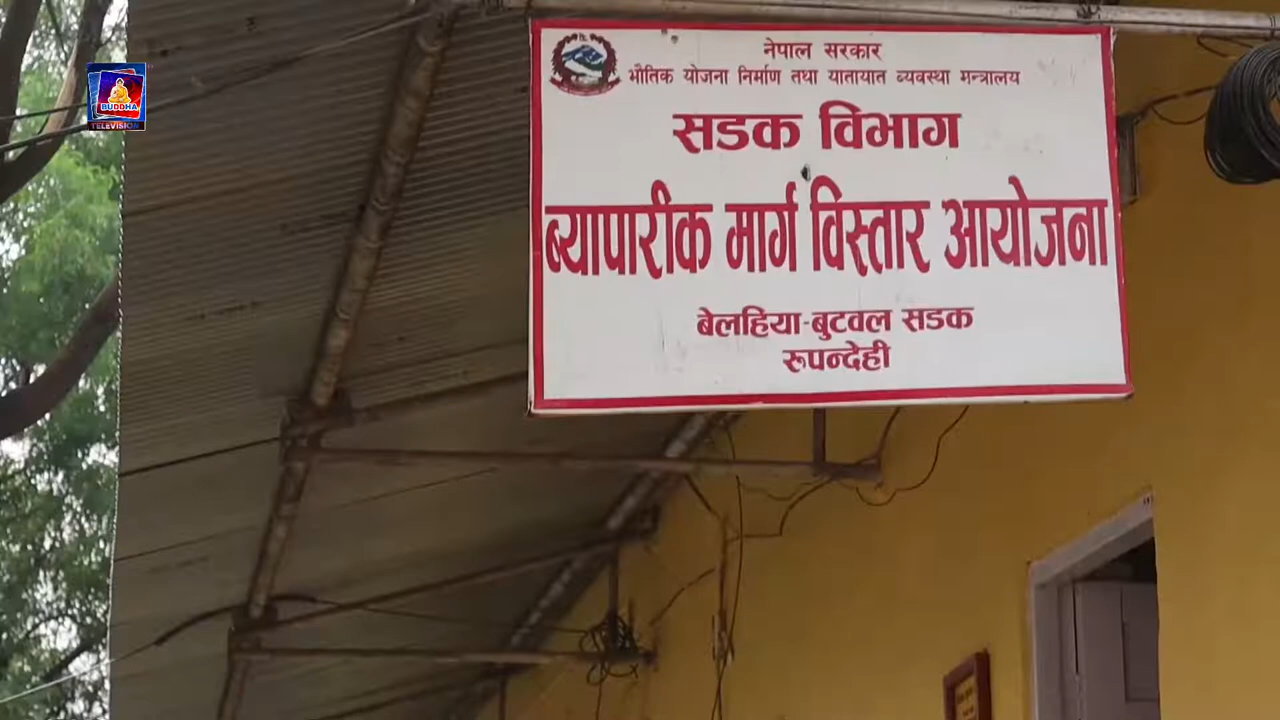 BUDDHA
TELEVISION
नेपाल सरकार
भौतिक योजना निर्माण तथा यातायात व्यवस्था मन्त्रालय
सडक विभाग
ब्यापारीक मार्ग विस्तार आयोजना
बेलहिया-बुटवल सडक
रुपन्देही